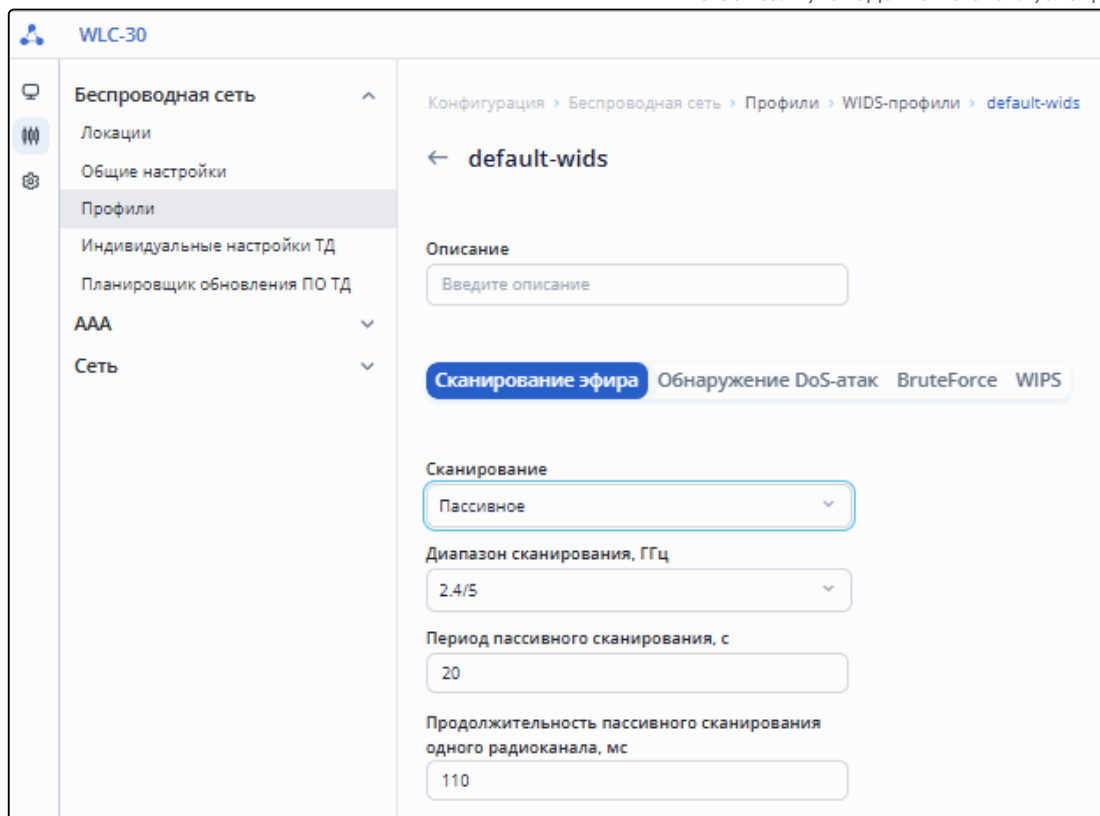 WLC-30
Беспроводная сеть
Локации
Общие настройки
Профили
Индивидуальные настройки ТД
Планировщик обновления ПО ТД
AAA
Сеть
Конфигурация › Беспроводная сеть › Профили › WIDS-профили › default-wids
← default-wids
Описание
Введите описание
Сканирование эфира Обнаружение DoS-атак BruteForce WIPS
Сканирование
Пассивное
Диапазон сканирования, ГГц
2.4/5
Период пассивного сканирования, с
20
Продолжительность пассивного сканирования
одного радиоканала, мс
110